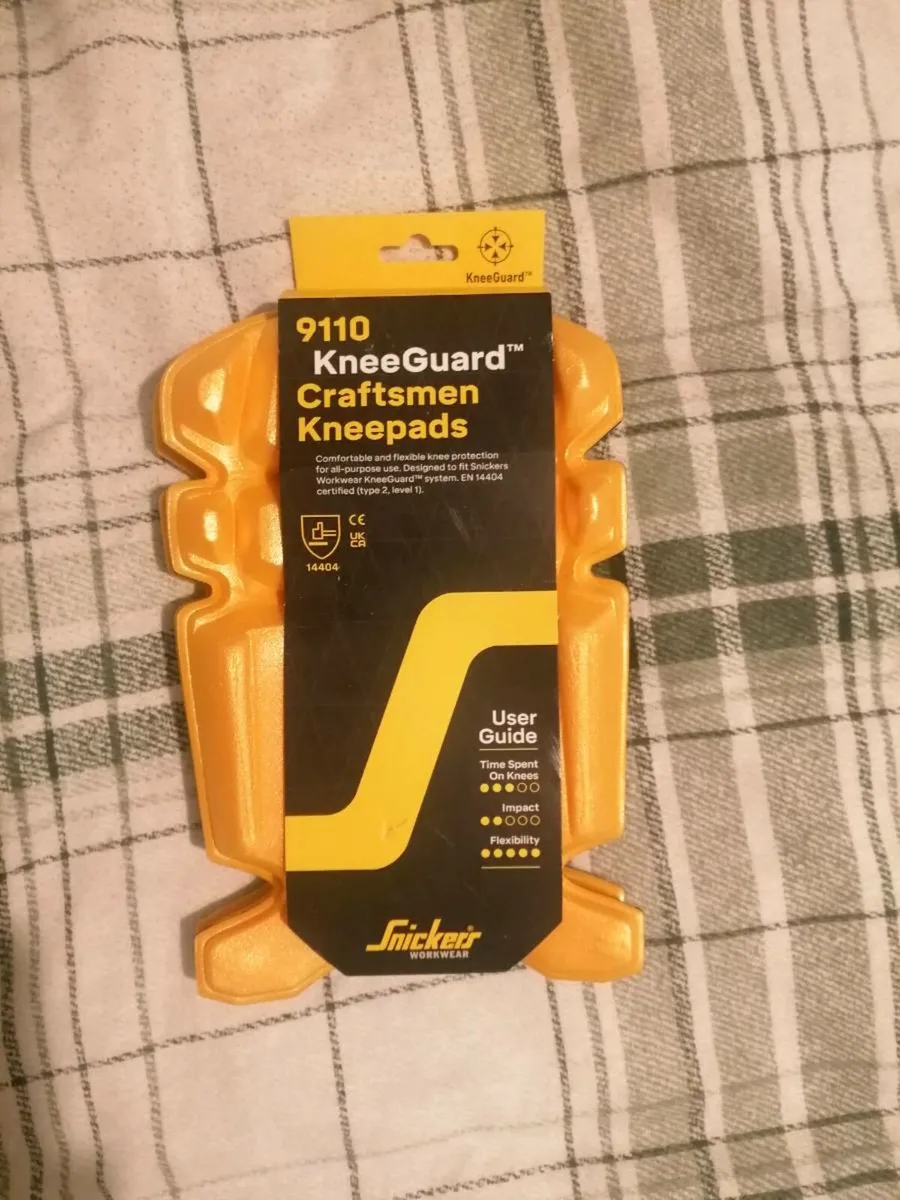 KneeGuard™
9110
KneeGuard™
Craftsmen
Kneepads
Comfortable and flexible knee protection
for all-purpose use. Designed to fit Snickers
Workwear KneeGuard™ system. EN 14404
certified (type 2, level 1).
CE
UK
CA
14404
User
Guide
Time Spent
On Knees
Impact
Flexibility
Snickers®
WORKWEAR